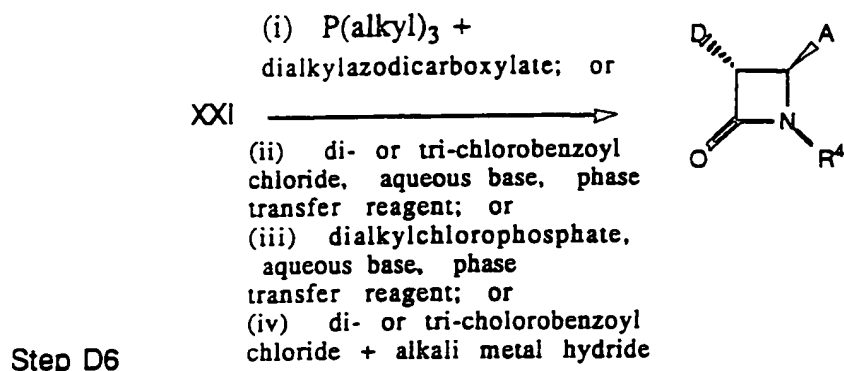 (i) P(alkyl)3 +
dialkylazodicarboxylate; or
XXI
(ii) di- or tri-chlorobenzoyl
chloride, aqueous base, phase
transfer reagent; or
(iii) dialkylchlorophosphate,
aqueous base, phase
transfer reagent; or
(iv) di- or tri-cholorobenzoyl
chloride + alkali metal hydride
D A
N
O R4
Step D6